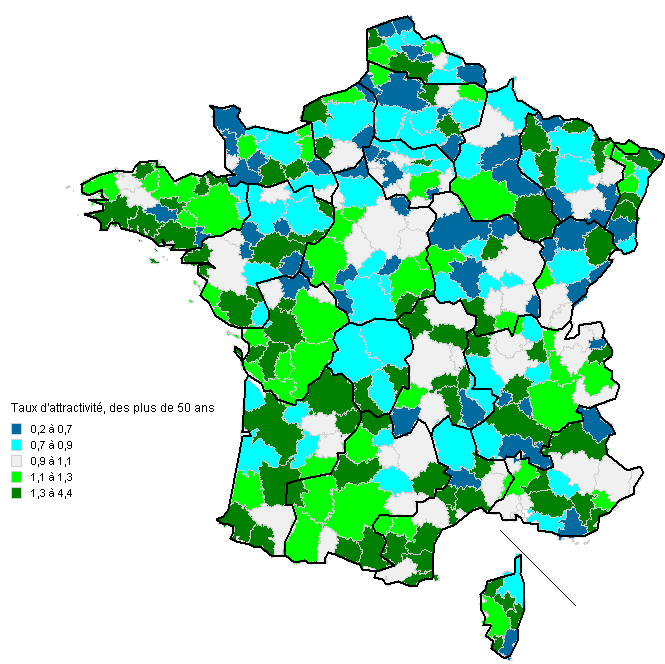 Taux d'attractivité, des plus de 50 ans
0,2 à 0,7
0,7 à 0,9
0,9 à 1,1
1,1 à 1,3
1,3 à 4,4